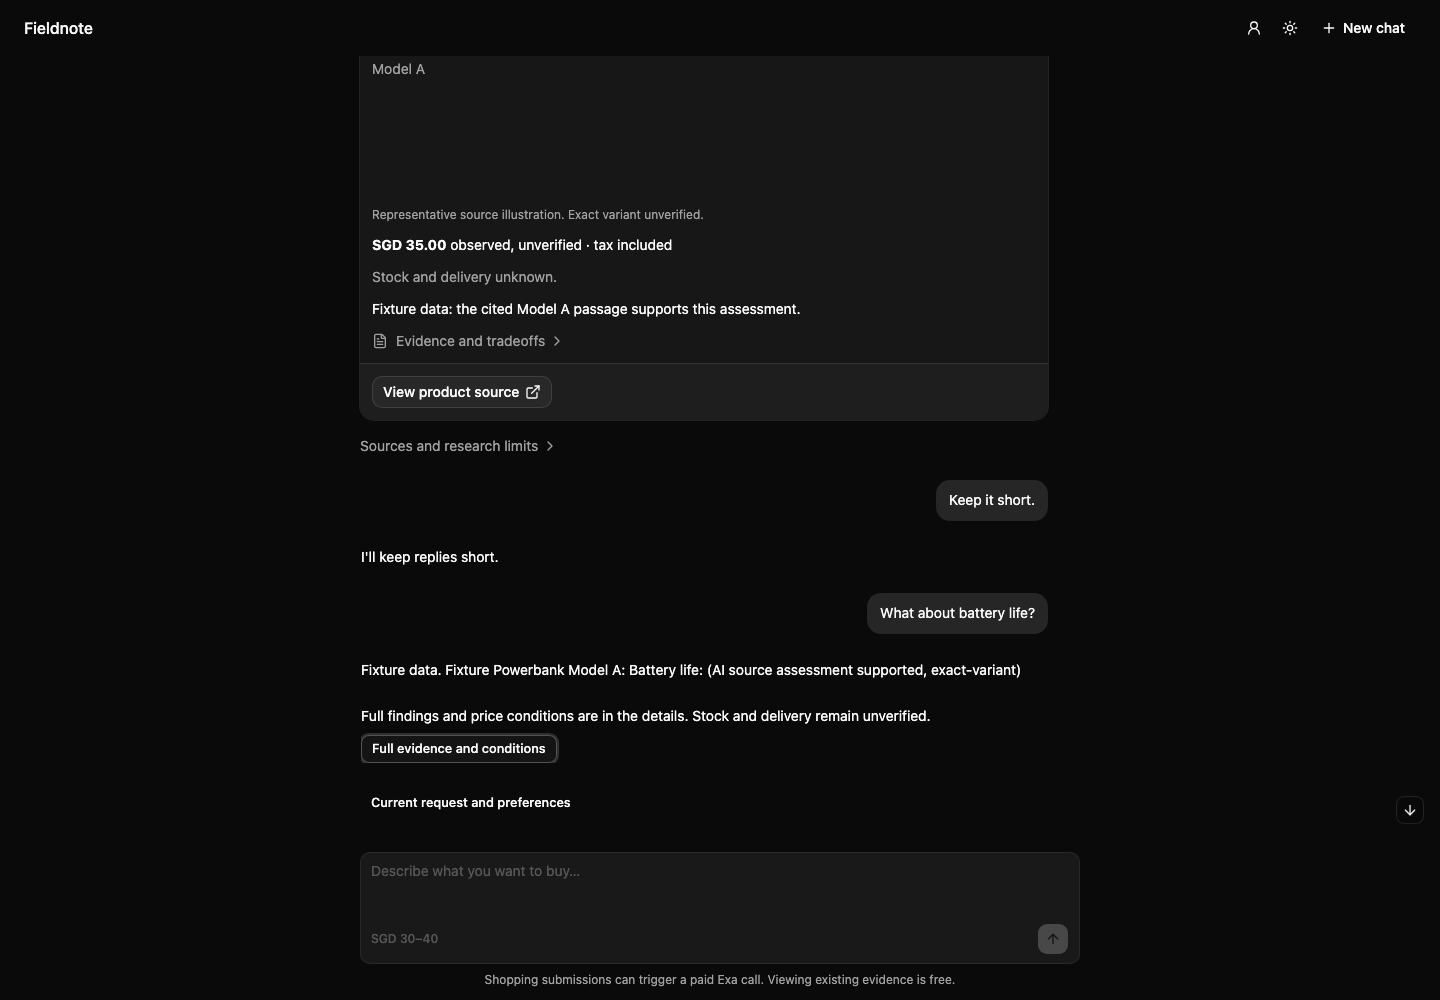 Fieldnote
New chat
Model A
Representative source illustration. Exact variant unverified.
SGD 35.00 observed, unverified · tax included
Stock and delivery unknown.
Fixture data: the cited Model A passage supports this assessment.
Evidence and tradeoffs
View product source
Sources and research limits
Keep it short.
I'll keep replies short.
What about battery life?
Fixture data. Fixture Powerbank Model A: Battery life: (AI source assessment supported, exact-variant)
Full findings and price conditions are in the details. Stock and delivery remain unverified.
Full evidence and conditions
Current request and preferences
Describe what you want to buy...
SGD 30–40
Shopping submissions can trigger a paid Exa call. Viewing existing evidence is free.